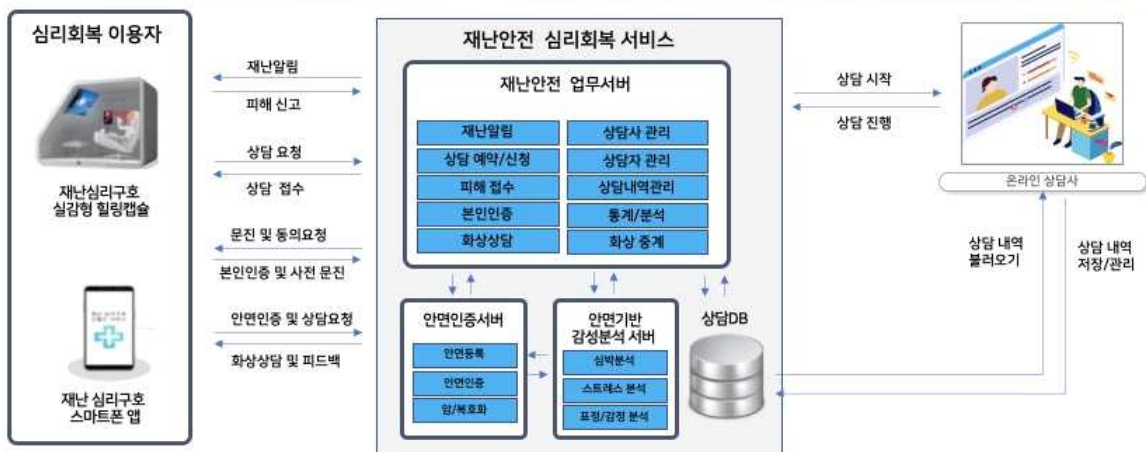 심리회복 이용자
재난심리구호
실감형 힐링캡슐
재난 심리구호
스마트폰 앱
재난알림
피해 신고
상담 요청
상담 접수
문진 및 동의요청
본인인증 및 사전 문진
안면인증 및 상담요청
화상상담 및 피드백
재난안전 심리회복 서비스
재난안전 업무서버
재난알림
상담사 관리
상담 예약/신청
상담자 관리
피해 접수
상담내역관리
본인인증
통계/분석
화상상담
화상 중계
안면인증서버
안면등록
안면인증
암/복호화
안면기반
감성분석 서버
심박분석
스트레스 분석
표정/감정 분석
상담DB
상담 시작
상담 진행
온라인 상담사
상담 내역
불러오기
상담 내역
저장/관리